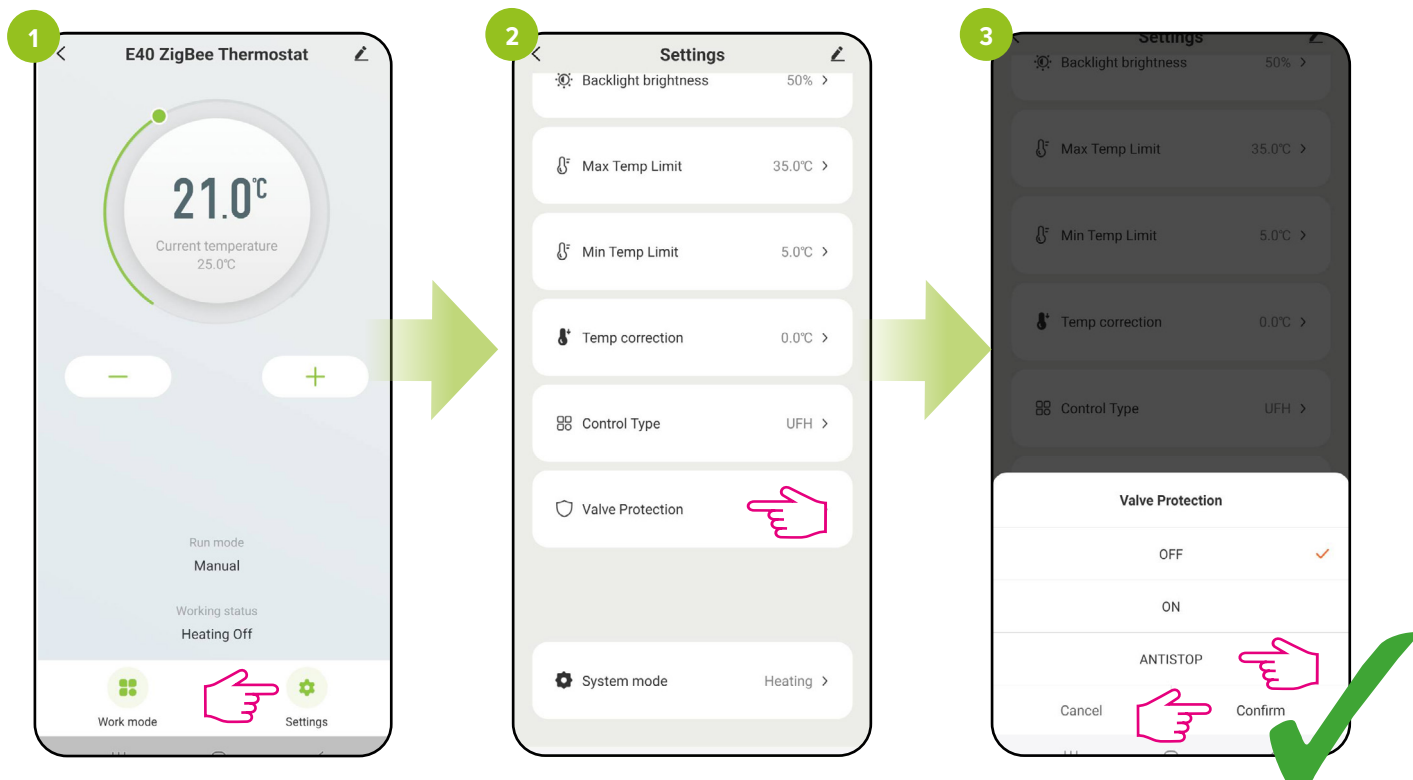 1
E40 ZigBee Thermostat
21.0℃
Current temperature
25.0℃
Run mode
Manual
Working status
Heating Off
Work mode
Settings
2
Settings
Backlight brightness 50%
Max Temp Limit 35.0℃
Min Temp Limit 5.0℃
Temp correction 0.0℃
Control Type UFH
Valve Protection
System mode Heating
3
Settings
Backlight brightness 50%
Max Temp Limit 35.0℃
Min Temp Limit 5.0℃
Temp correction 0.0℃
Control Type UFH
Valve Protection
OFF
ON
ANTISTOP
Cancel Confirm